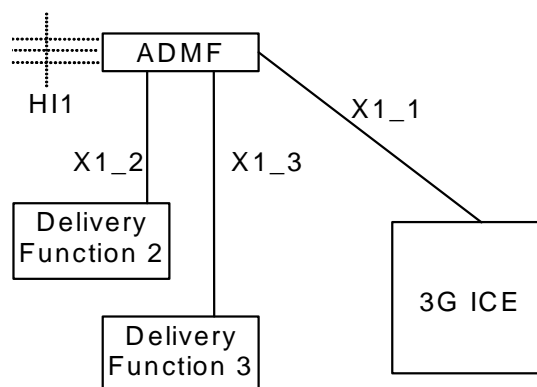 ADMF
HI1
X1_1
X1_2
X1_3
Delivery
Function 2
3G ICE
Delivery
Function 3